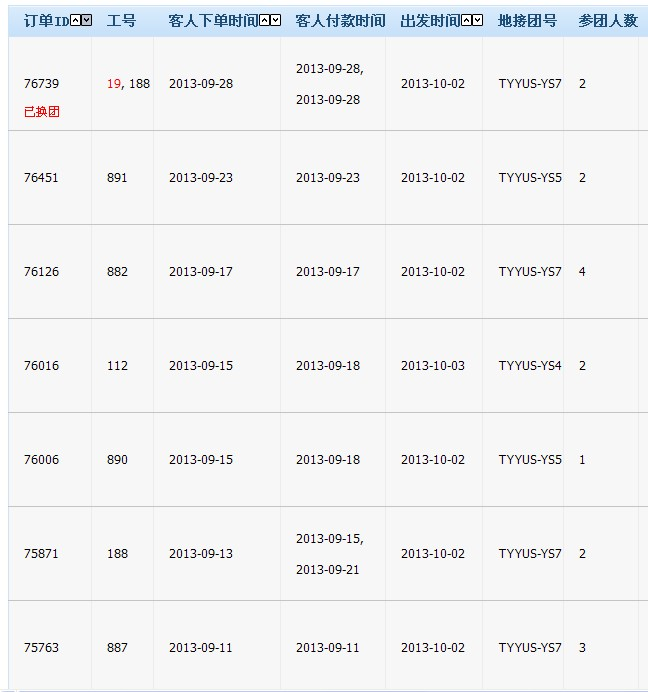 订单ID 工号 客人下单时间 客人付款时间 出发时间 地接团号 参团人数
2013-09-28,
76739 19, 188 2013-09-28 2013-10-02 TYYUS-YS7 2
2013-09-28
已换团
76451 891 2013-09-23 2013-09-23 2013-10-02 TYYUS-YS5 2
76126 882 2013-09-17 2013-09-17 2013-10-02 TYYUS-YS7 4
76016 112 2013-09-15 2013-09-18 2013-10-03 TYYUS-YS4 2
76006 890 2013-09-15 2013-09-18 2013-10-02 TYYUS-YS5 1
2013-09-15,
75871 188 2013-09-13 2013-10-02 TYYUS-YS7 2
2013-09-21
75763 887 2013-09-11 2013-09-11 2013-10-02 TYYUS-YS7 3